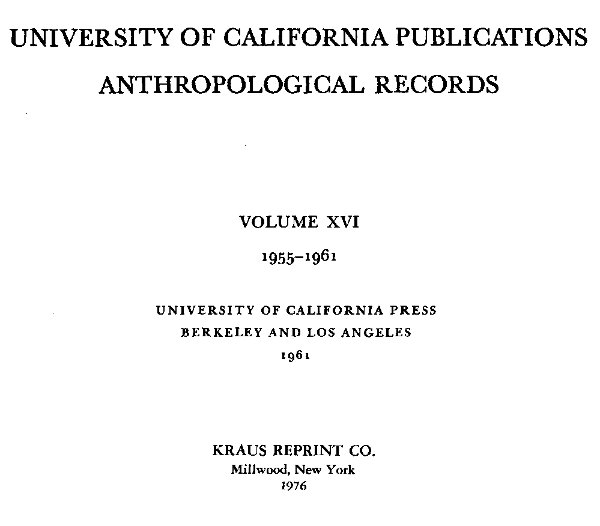 UNIVERSITY OF CALIFORNIA PUBLICATIONS
ANTHROPOLOGICAL RECORDS
VOLUME XVI
1955–1961
UNIVERSITY OF CALIFORNIA PRESS
BERKELEY AND LOS ANGELES
1961
KRAUS REPRINT CO.
Millwood, New York
1976